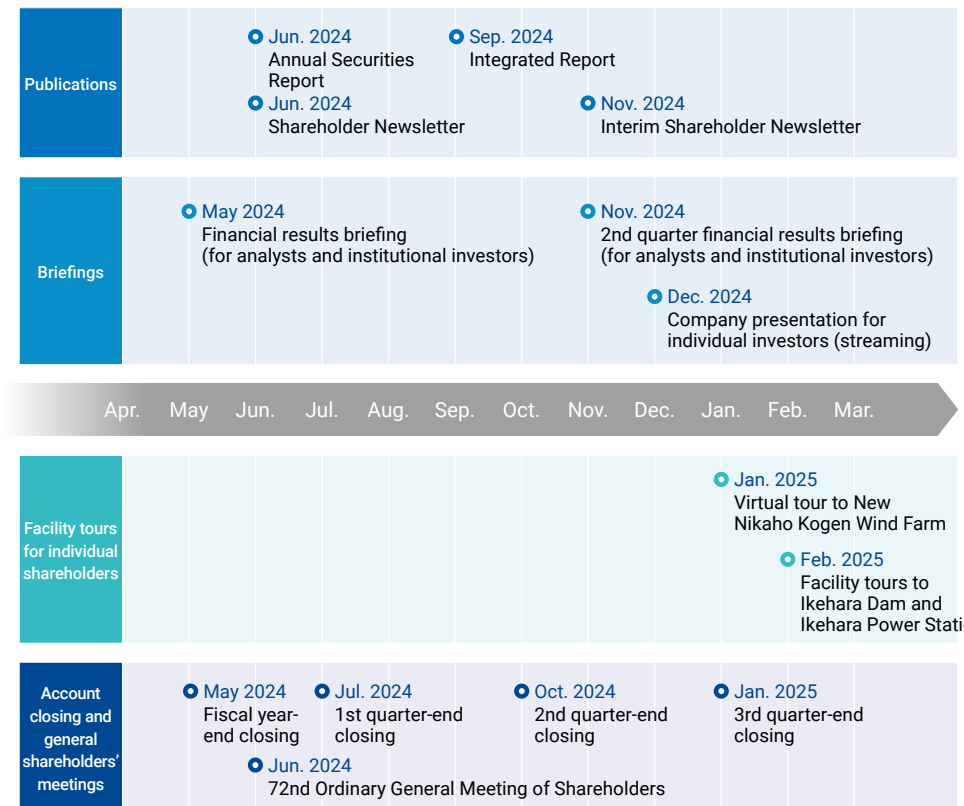 Publications
Jun. 2024
Annual Securities
Report
Jun. 2024
Shareholder Newsletter
Sep. 2024
Integrated Report
Nov. 2024
Interim Shareholder Newsletter
Briefings
May 2024
Financial results briefing
(for analysts and institutional investors)
Nov. 2024
2nd quarter financial results briefing
(for analysts and institutional investors)
Dec. 2024
Company presentation for
individual investors (streaming)
Apr. May Jun. Jul. Aug. Sep. Oct. Nov. Dec. Jan. Feb. Mar.
Facility tours
for individual
shareholders
Jan. 2025
Virtual tour to New
Nikaho Kogen Wind Farm
Feb. 2025
Facility tours to
Ikehara Dam and
Ikehara Power Stati
Account
closing and
general
shareholders'
meetings
May 2024
Fiscal year-
end closing
Jul. 2024
1st quarter-end
closing
Oct. 2024
2nd quarter-end
closing
Jan. 2025
3rd quarter-end
closing
Jun. 2024
72nd Ordinary General Meeting of Shareholders